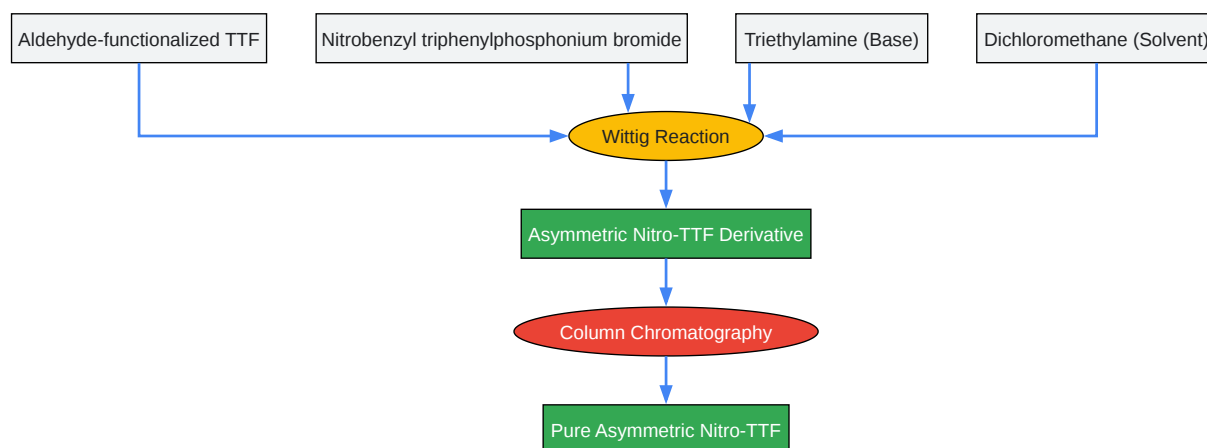 Aldehyde-functionalized TTF
Nitrobenzyl triphenylphosphonium bromide
Triethylamine (Base)
Dichloromethane (Solvent)
Wittig Reaction
Asymmetric Nitro-TTF Derivative
Column Chromatography
Pure Asymmetric Nitro-TTF